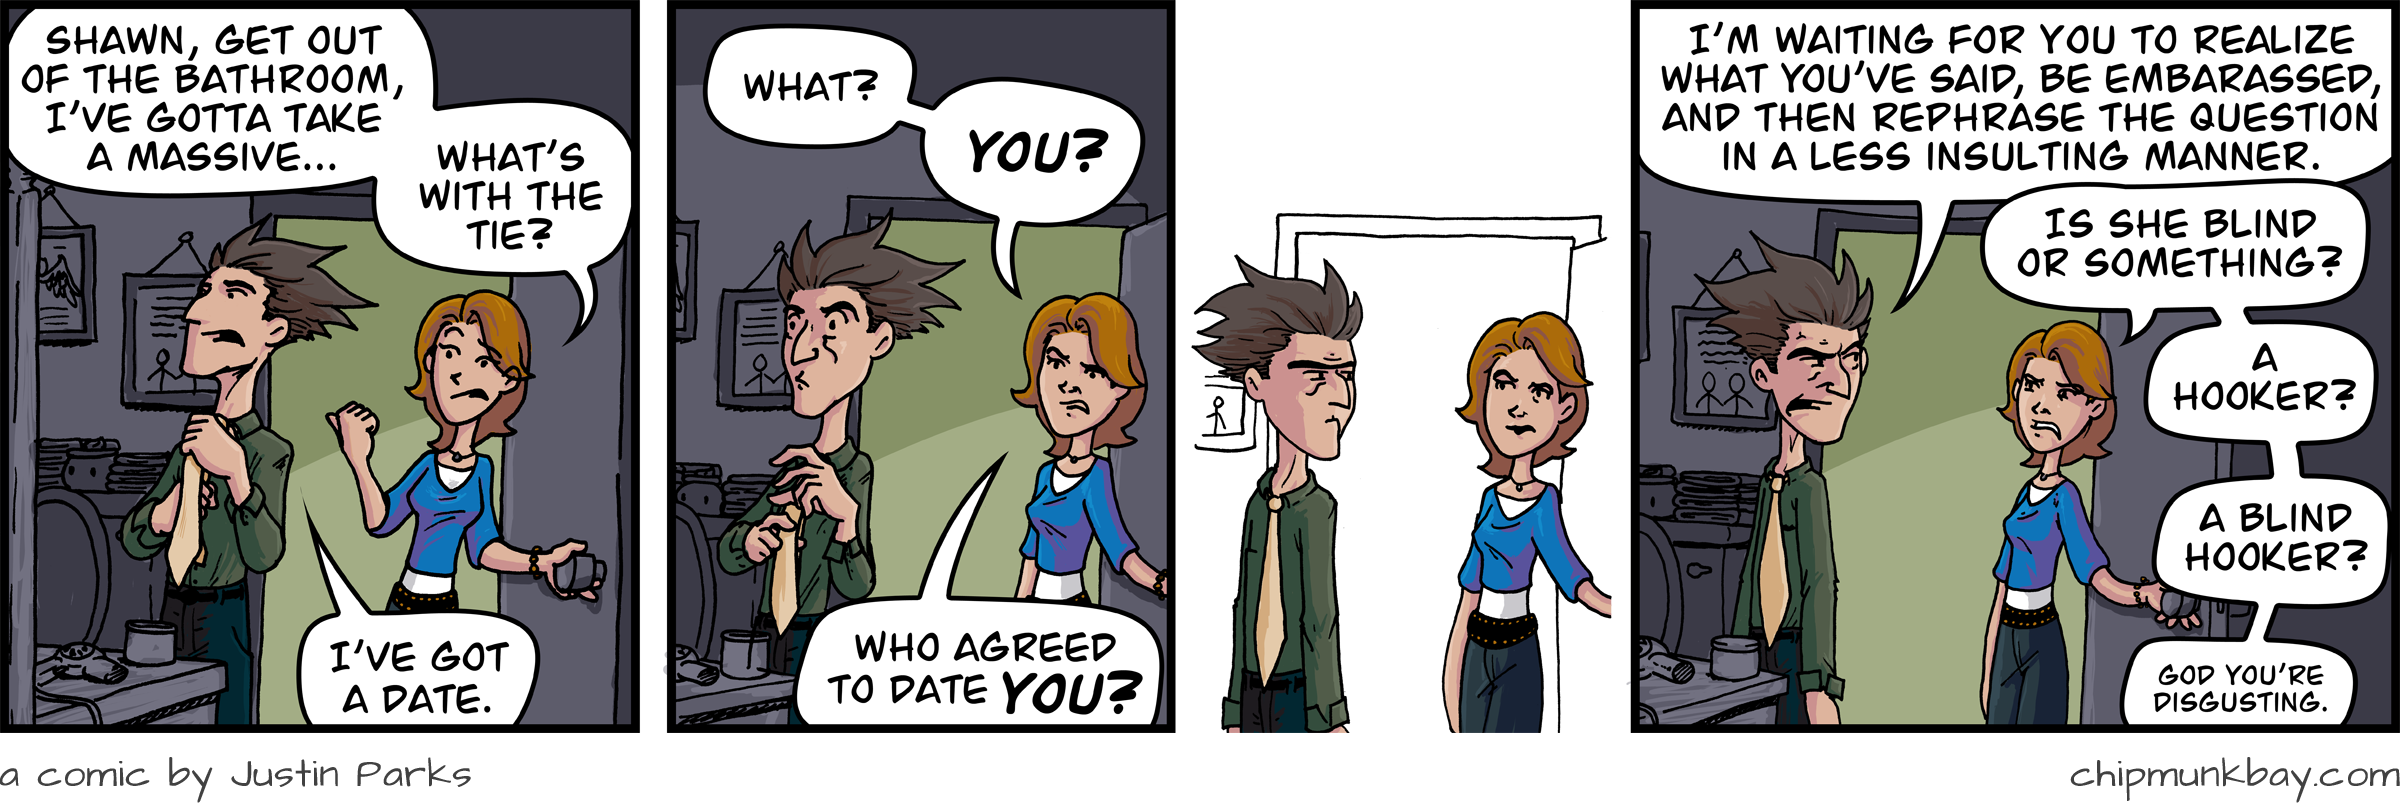 SHAWN, GET OUT
OF THE BATHROOM,
I'VE GOTTA TAKE
A MASSIVE...
WHAT'S
WITH THE
TIE?
I'VE GOT
A DATE.
WHAT?
YOU?
WHO AGREED
TO DATE YOU?
I'M WAITING FOR YOU TO REALIZE
WHAT YOU'VE SAID, BE EMBARASSED,
AND THEN REPHRASE THE QUESTION
IN A LESS INSULTING MANNER.
IS SHE BLIND
OR SOMETHING?
A
HOOKER?
A BLIND
HOOKER?
GOD YOU'RE
DISGUSTING.
a comic by Justin Parks
chipmunkbay.com